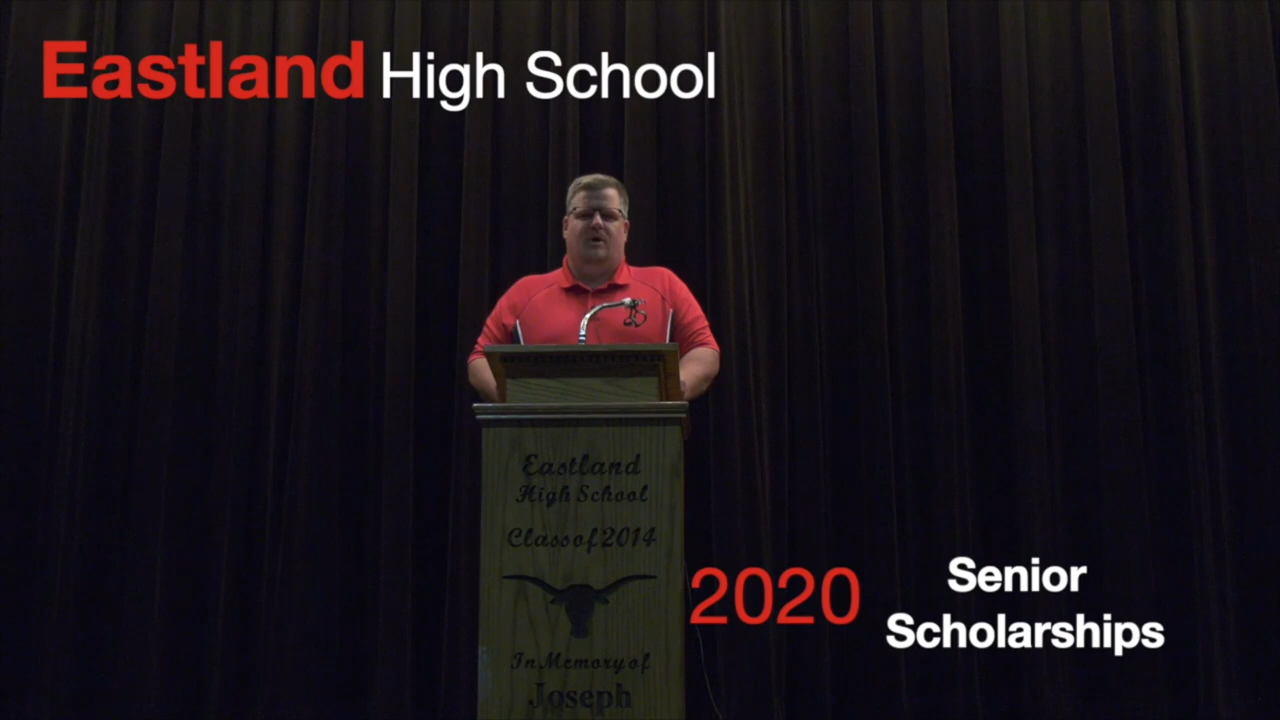 Eastland High School
Eastland
High School
Class of 2014
2020
Senior
Scholarships
In Memory of
Joseph